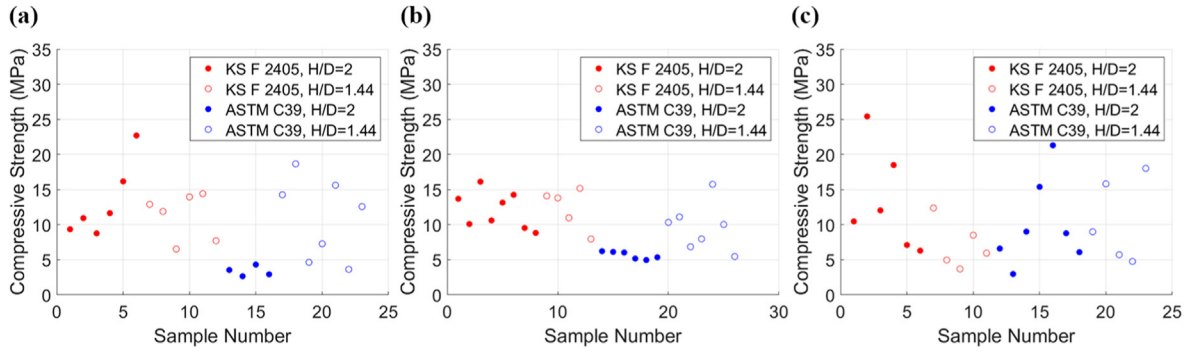 (a)
35
30
25
20
15
10
5
0
Compressive Strength (MPa)
KS F 2405, H/D=2
KS F 2405, H/D=1.44
ASTM C39, H/D=2
ASTM C39, H/D=1.44
0 5 10 15 20 25
Sample Number
(b)
35
30
25
20
15
10
5
0
Compressive Strength (MPa)
KS F 2405, H/D=2
KS F 2405, H/D=1.44
ASTM C39, H/D=2
ASTM C39, H/D=1.44
0 10 20 30
Sample Number
(c)
35
30
25
20
15
10
5
0
Compressive Strength (MPa)
KS F 2405, H/D=2
KS F 2405, H/D=1.44
ASTM C39, H/D=2
ASTM C39, H/D=1.44
0 5 10 15 20 25
Sample Number